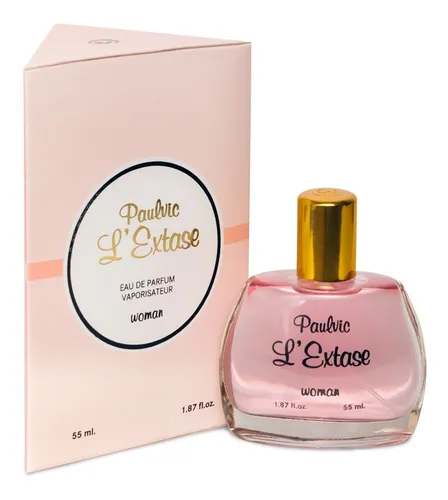 Paulvic
L'Extase
EAU DE PARFUM
VAPORISATEUR
woman
55 ml.
1.87 fl.oz.
Paulvic
L'Extase
woman
1.87 fl.oz.
55 ml.